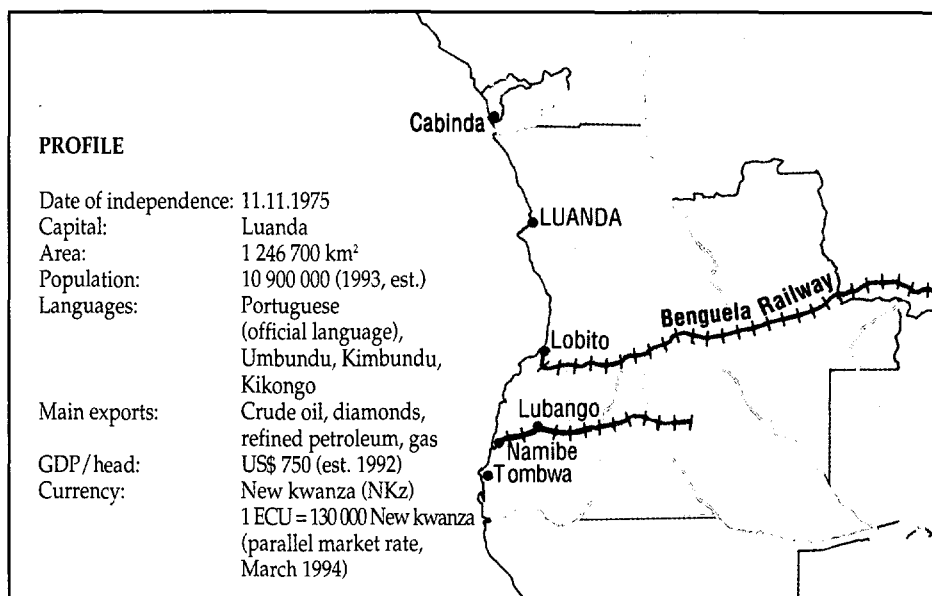 PROFILE
Date of independence: 11.11.1975
Capital: Luanda
Area: 1 246 700 km²
Population: 10 900 000 (1993, est.)
Languages: Portuguese
(official language),
Umbundu, Kimbundu,
Kikongo
Main exports: Crude oil, diamonds,
refined petroleum, gas
GDP/head: US$ 750 (est. 1992)
Currency: New kwanza (NKz)
1 ECU = 130 000 New kwanza
(parallel market rate,
March 1994)
Cabinda
LUANDA
Benguela Railway
Lobito
Lubango
Namibe
Tombwa